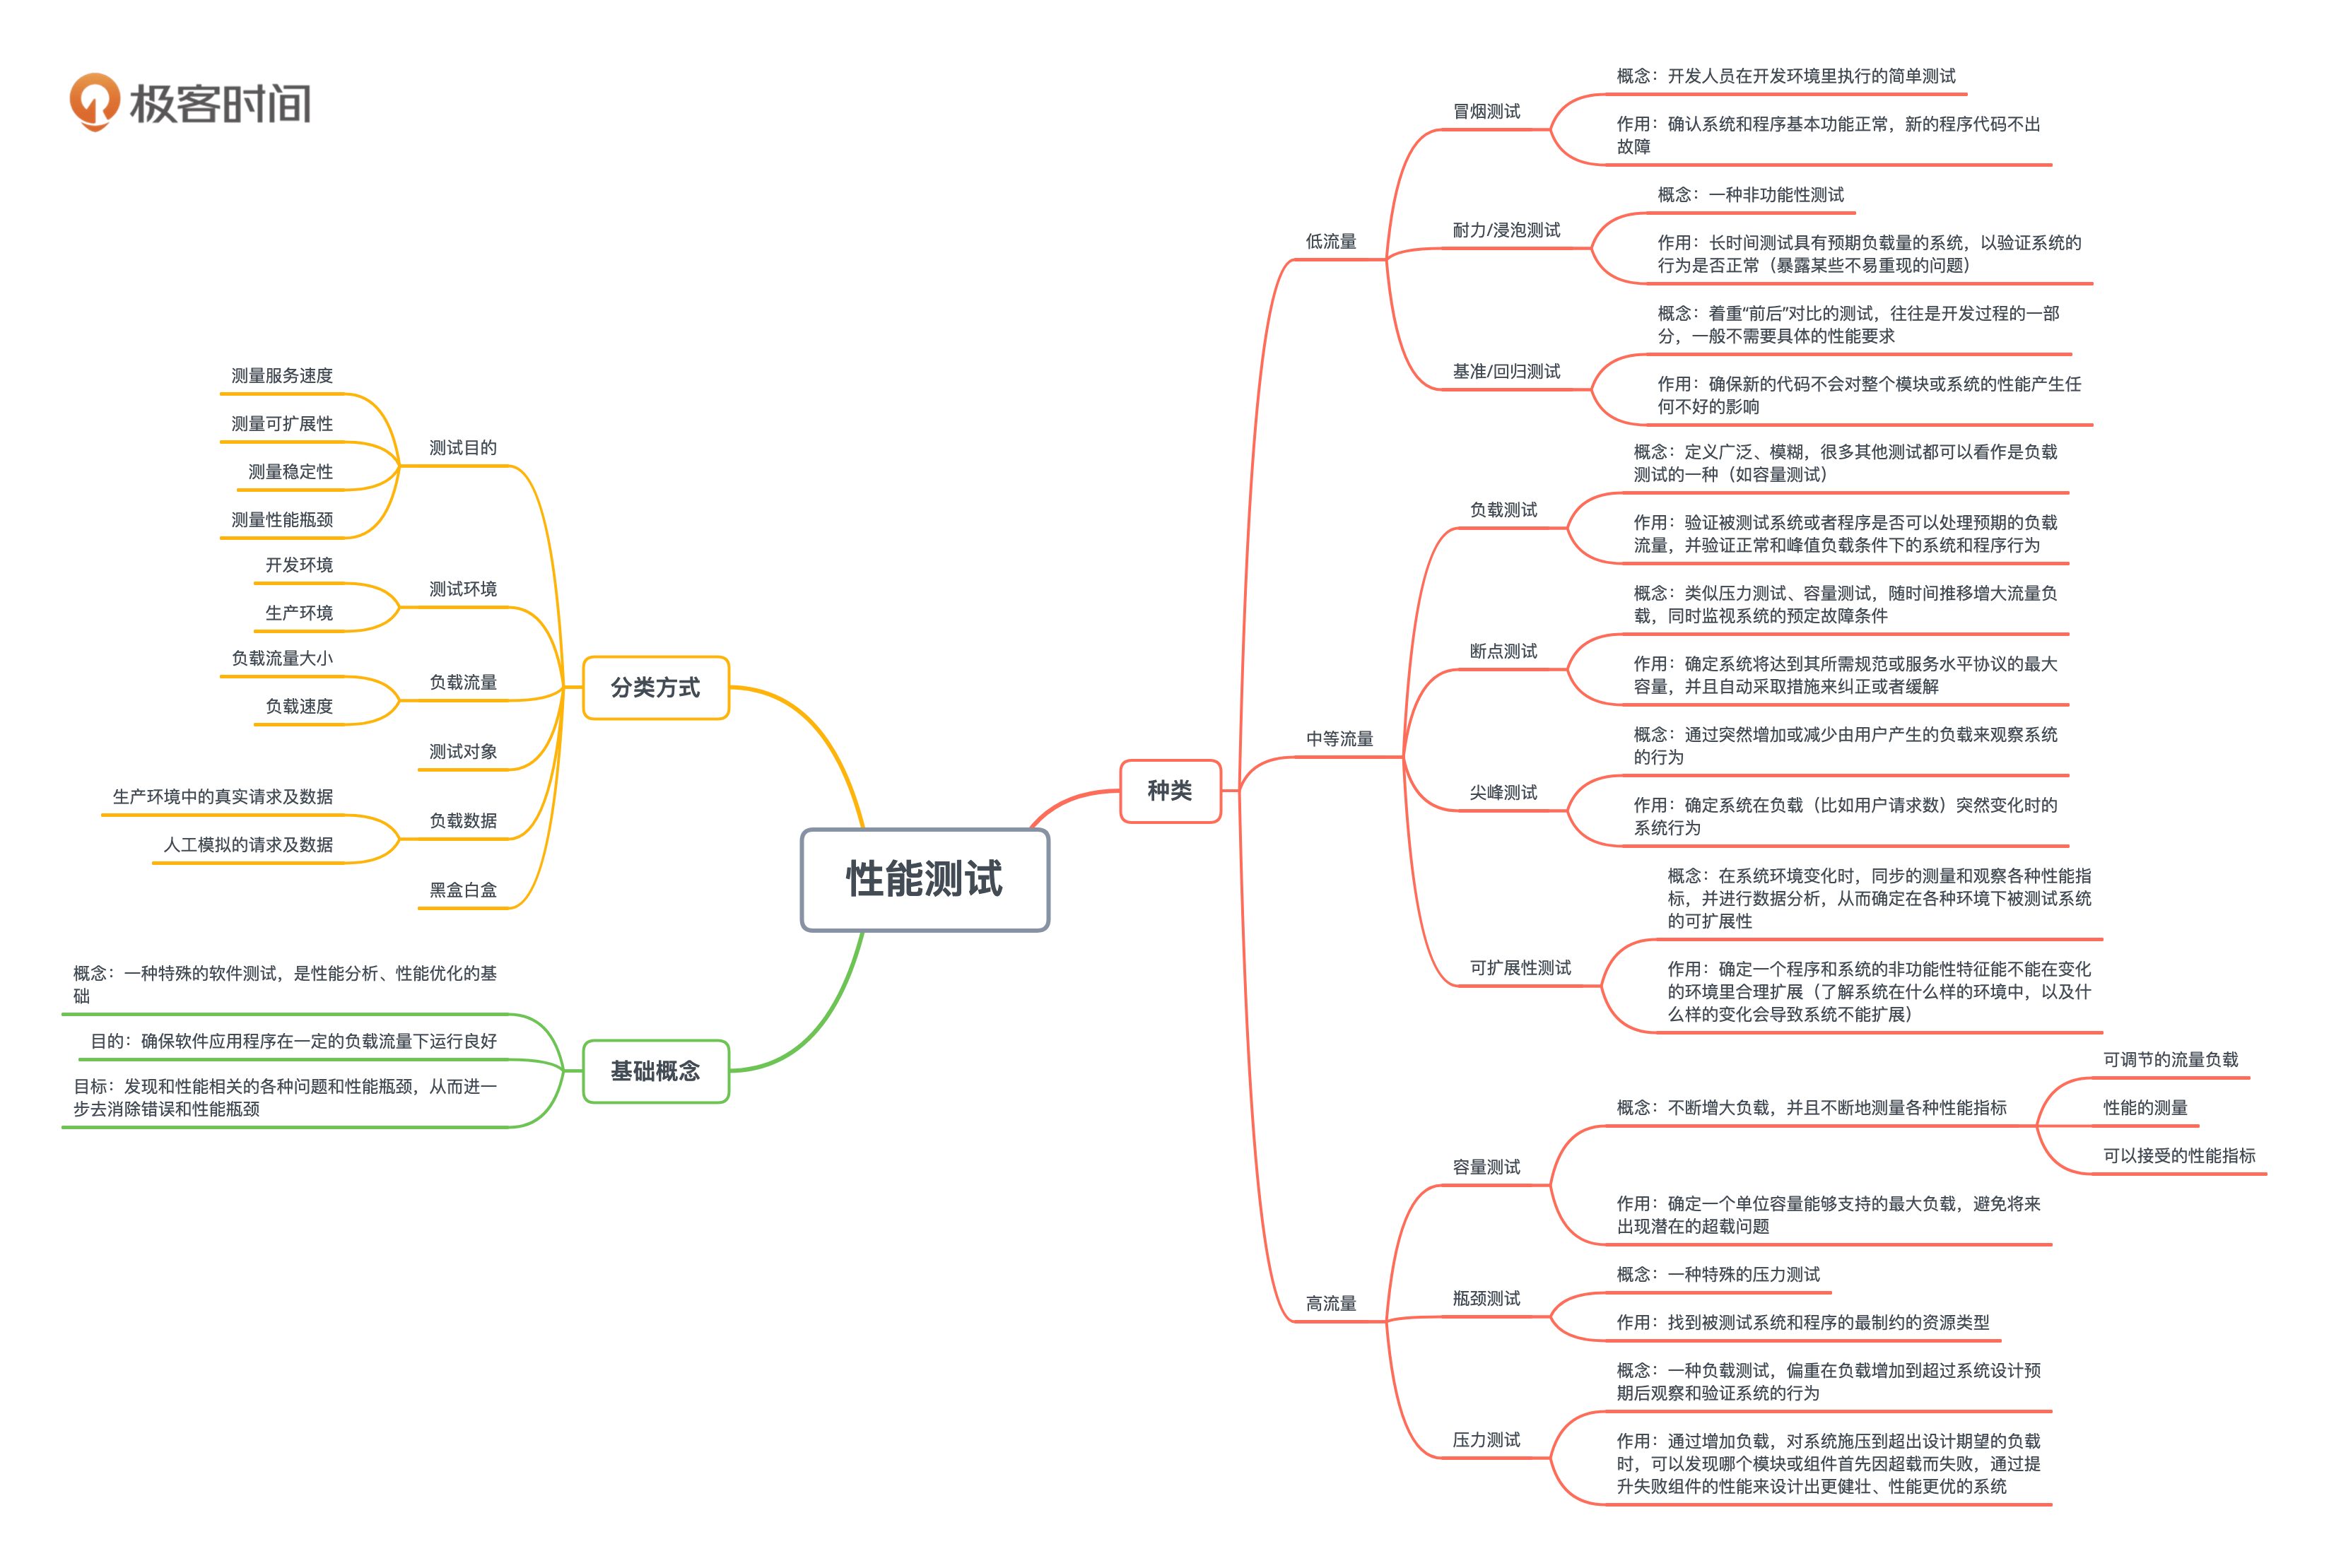 极客时间
性能测试
种类
低流量
冒烟测试
概念：开发人员在开发环境里执行的简单测试
作用：确认系统和程序基本功能正常，新的程序代码不出
故障
耐力/浸泡测试
概念：一种非功能性测试
作用：长时间测试具有预期负载量的系统，以验证系统的
行为是否正常（暴露某些不易重现的问题）
基准/回归测试
概念：着重“前后”对比的测试，往往是开发过程的一部
分，一般不需要具体的性能要求
作用：确保新的代码不会对整个模块或系统的性能产生任
何不好的影响
中等流量
负载测试
概念：定义广泛、模糊，很多其他测试都可以看作是负载
测试的一种（如容量测试）
作用：验证被测试系统或者程序是否可以处理预期的负载
流量，并验证正常和峰值负载条件下的系统和程序行为
断点测试
概念：类似压力测试、容量测试，随时间推移增大流量负
载，同时监视系统的预定故障条件
作用：确定系统将达到其所需规范或服务水平协议的最大
容量，并且自动采取措施来纠正或者缓解
尖峰测试
概念：通过突然增加或减少由用户产生的负载来观察系统
的行为
作用：确定系统在负载（比如用户请求数）突然变化时的
系统行为
可扩展性测试
概念：在系统环境变化时，同步的测量和观察各种性能指
标，并进行数据分析，从而确定在各种环境下被测试系统
的可扩展性
作用：确定一个程序和系统的非功能性特征能不能在变化
的环境里合理扩展（了解系统在什么样的环境中，以及什
么样的变化会导致系统不能扩展）
高流量
容量测试
概念：不断增大负载，并且不断地测量各种性能指标
可调节的流量负载
性能的测量
可以接受的性能指标
作用：确定一个单位容量能够支持的最大负载，避免将来
出现潜在的超载问题
瓶颈测试
概念：一种特殊的压力测试
作用：找到被测试系统和程序的最制约的资源类型
压力测试
概念：一种负载测试，偏重在负载增加到超过系统设计预
期后观察和验证系统的行为
作用：通过增加负载，对系统施压到超出设计期望的负载
时，可以发现哪个模块或组件首先因超载而失败，通过提
升失败组件的性能来设计出更健壮、性能更优的系统
分类方式
测试目的
测量服务速度
测量可扩展性
测量稳定性
测量性能瓶颈
测试环境
开发环境
生产环境
负载流量
负载流量大小
负载速度
测试对象
负载数据
生产环境中的真实请求及数据
人工模拟的请求及数据
黑盒白盒
基础概念
概念：一种特殊的软件测试，是性能分析、性能优化的基
础
目的：确保软件应用程序在一定的负载流量下运行良好
目标：发现和性能相关的各种问题和性能瓶颈，从而进一
步去消除错误和性能瓶颈